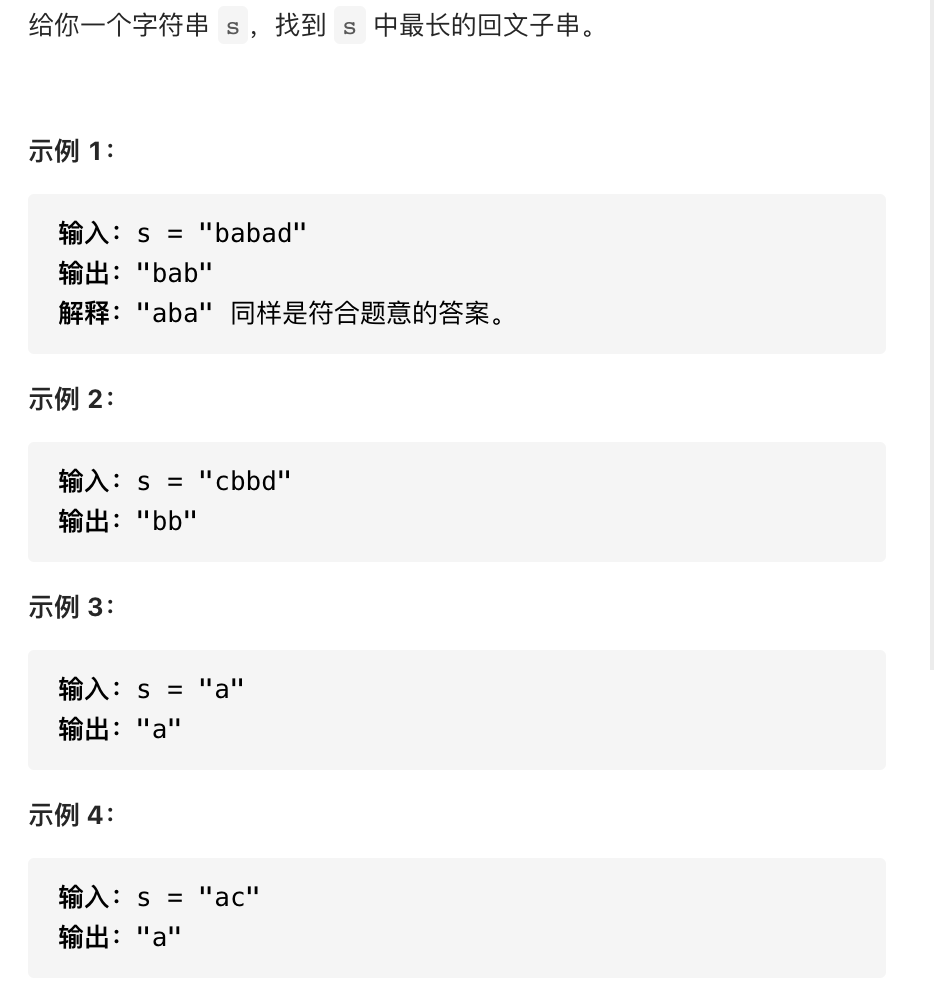 给你一个字符串 s，找到 s 中最长的回文子串。
示例 1：
输入：s = "babad"
输出："bab"
解释："aba" 同样是符合题意的答案。
示例 2：
输入：s = "cbbd"
输出："bb"
示例 3：
输入：s = "a"
输出："a"
示例 4：
输入：s = "ac"
输出："a"